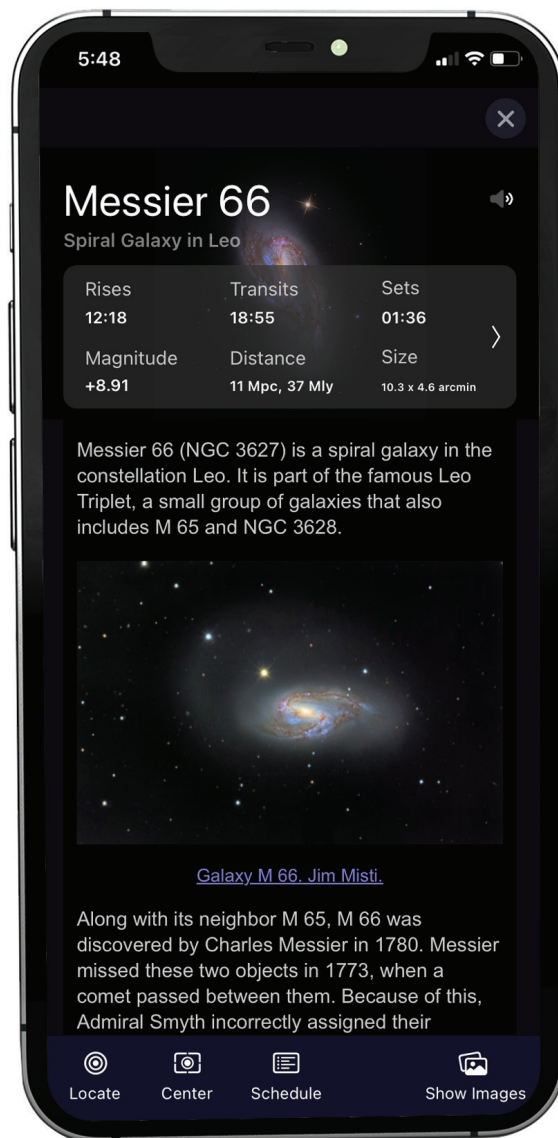 5:48
Messier 66
Spiral Galaxy in Leo
Rises Transits Sets
12:18 18:55 01:36
Magnitude Distance Size
+8.91 11 Mpc, 37 Mly 10.3 x 4.6 arcmin
Messier 66 (NGC 3627) is a spiral galaxy in the
constellation Leo. It is part of the famous Leo
Triplet, a small group of galaxies that also
includes M 65 and NGC 3628.
Galaxy M 66. Jim Misti.
Along with its neighbor M 65, M 66 was
discovered by Charles Messier in 1780. Messier
missed these two objects in 1773, when a
comet passed between them. Because of this,
Admiral Smyth incorrectly assigned their
Locate Center Schedule Show Images